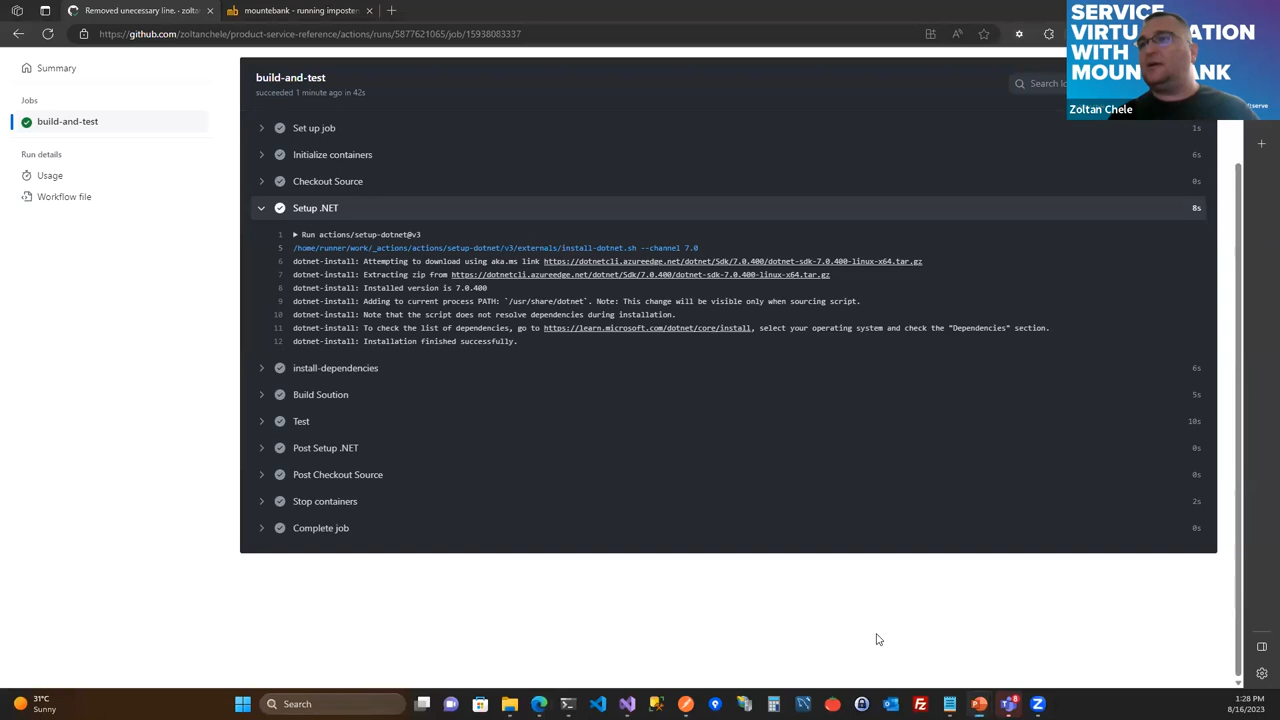 Removed unecessary line. · zoltanc
mountebank - running imposters
https://github.com/zoltanchele/product-service-reference/actions/runs/5877621065/job/15938083337
SERVICE
VIRTU ATION
WITH
MOUN BANK
Zoltan Chele
Summary
Jobs
build-and-test
Run details
Usage
Workflow file
build-and-test
succeeded 1 minute ago in 42s
Search lo
Set up job 1s
Initialize containers 6s
Checkout Source 0s
Setup .NET 8s
1 Run actions/setup-dotnet@v3
5 /home/runner/work/_actions/actions/setup-dotnet/v3/externals/install-dotnet.sh --channel 7.0
6 dotnet-install: Attempting to download using aka.ms link https://dotnetcli.azureedge.net/dotnet/Sdk/7.0.400/dotnet-sdk-7.0.400-linux-x64.tar.gz
7 dotnet-install: Extracting zip from https://dotnetcli.azureedge.net/dotnet/Sdk/7.0.400/dotnet-sdk-7.0.400-linux-x64.tar.gz
8 dotnet-install: Installed version is 7.0.400
9 dotnet-install: Adding to current process PATH: `/usr/share/dotnet`. Note: This change will be visible only when sourcing script.
10 dotnet-install: Note that the script does not resolve dependencies during installation.
11 dotnet-install: To check the list of dependencies, go to https://learn.microsoft.com/dotnet/core/install, select your operating system and check the "Dependencies" section.
12 dotnet-install: Installation finished successfully.
install-dependencies 6s
Build Soution 5s
Test 10s
Post Setup .NET 0s
Post Checkout Source 0s
Stop containers 2s
Complete job 0s
31°C
Sunny
Search
8
1:28 PM
8/16/2023